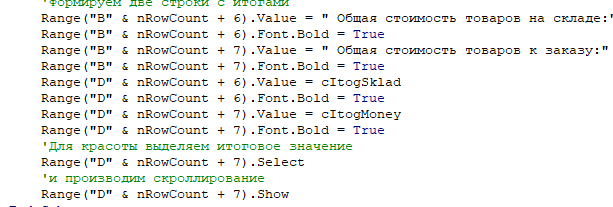 'Формируем две строки с итогами
Range("B" & nRowCount + 6).Value = " Общая стоимость товаров на складе:"
Range("B" & nRowCount + 6).Font.Bold = True
Range("B" & nRowCount + 7).Value = " Общая стоимость товаров к заказу:"
Range("B" & nRowCount + 7).Font.Bold = True
Range("D" & nRowCount + 6).Value = cItogSklad
Range("D" & nRowCount + 6).Font.Bold = True
Range("D" & nRowCount + 7).Value = cItogMoney
Range("D" & nRowCount + 7).Font.Bold = True
'Для красоты выделяем итоговое значение
Range("D" & nRowCount + 7).Select
'и производим скроллирование
Range("D" & nRowCount + 7).Show